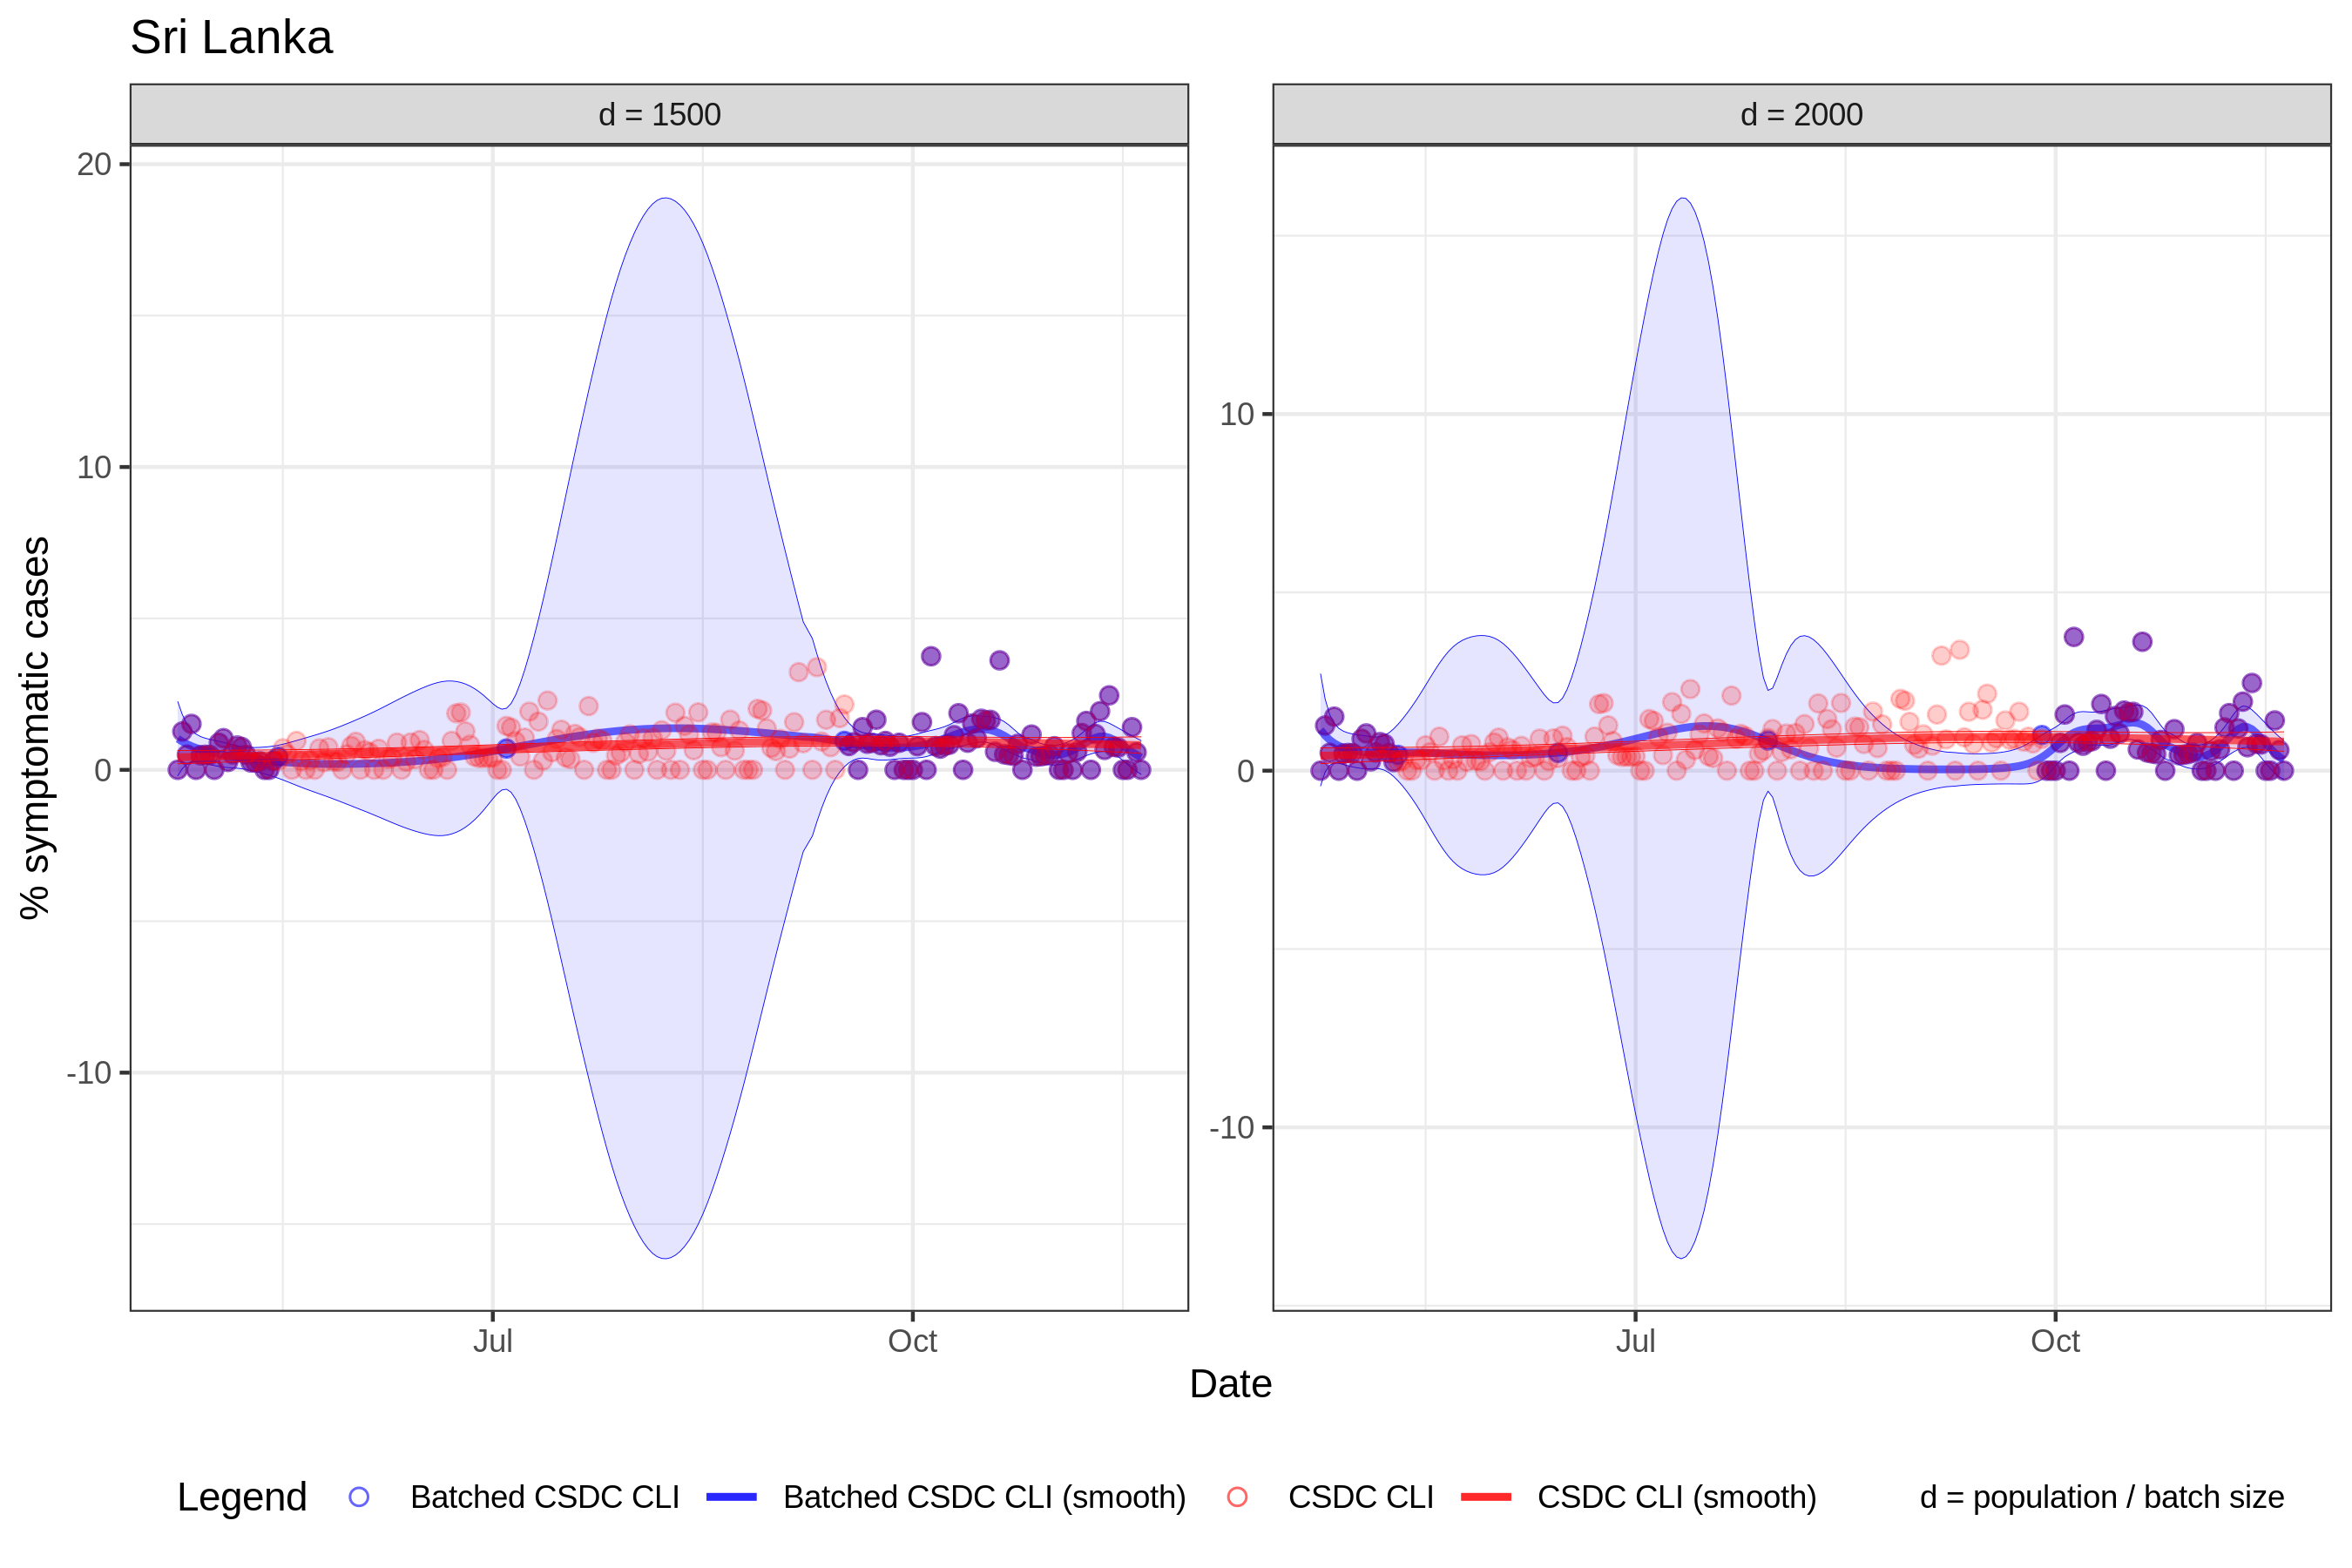 Sri Lanka
d = 1500
d = 2000
% symptomatic cases
20
10
0
-10
10
0
-10
Jul
Oct
Jul
Oct
Date
Legend
Batched CSDC CLI
Batched CSDC CLI (smooth)
CSDC CLI
CSDC CLI (smooth)
d = population / batch size